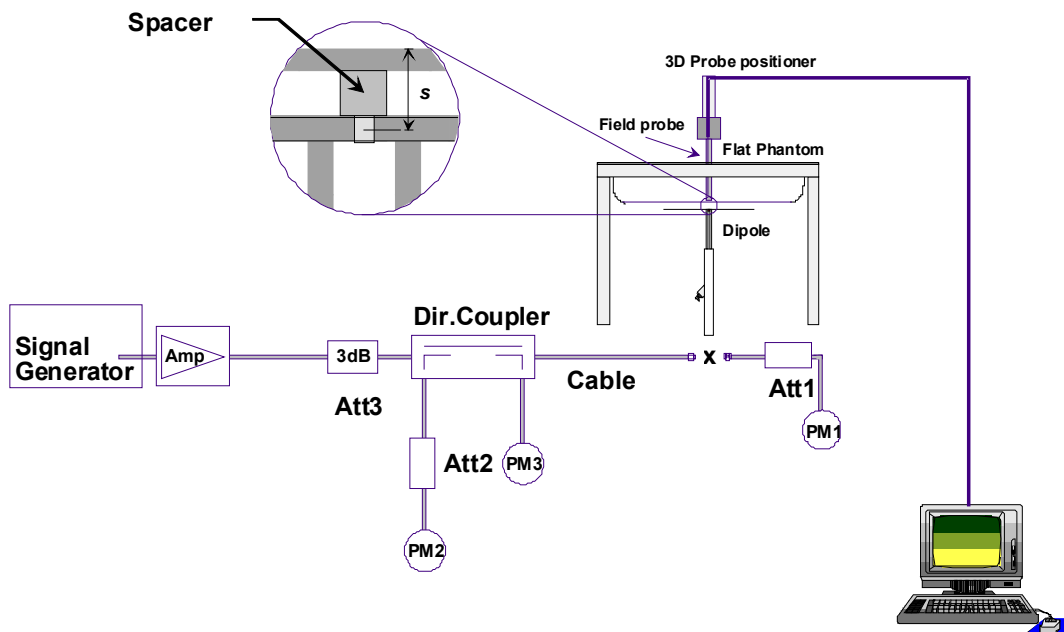 Spacer
s
3D Probe positioner
Field probe
Flat Phantom
Dipole
Dir.Coupler
Signal
Generator
Amp
3dB
Att3
Cable
x
Att1
PM1
Att2
PM3
PM2